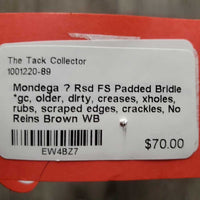 The Tack Collector
1001220-89
Mondega ? Rsd FS Padded Bridle
*gc, older, dirty, creases, xholes,
rubs, scraped edges, crackles, No
Reins Brown WB
EW4BZ7
$70.00